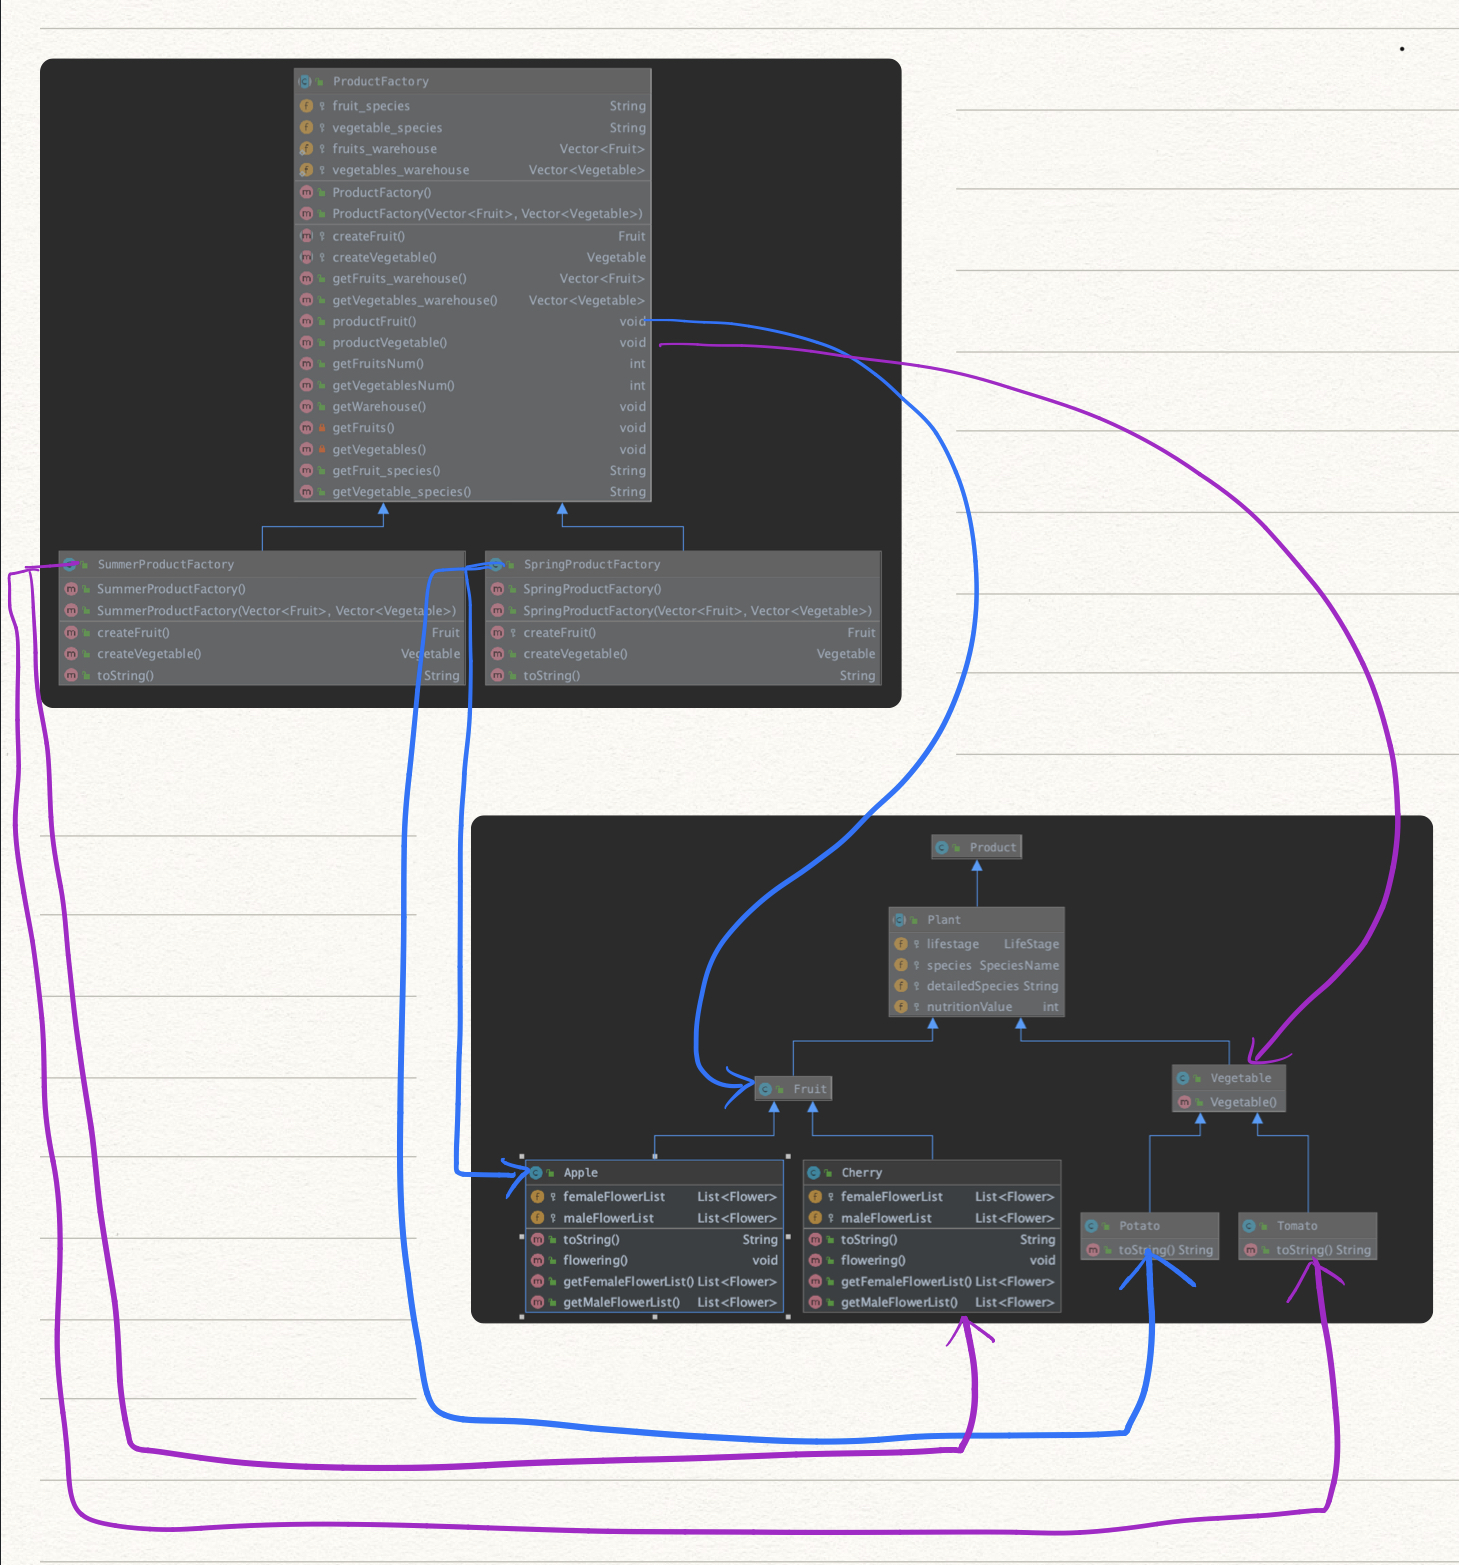 ProductFactory
fruit_species String
vegetable_species String
fruits_warehouse Vector<Fruit>
vegetables_warehouse Vector<Vegetable>
ProductFactory()
ProductFactory(Vector<Fruit>, Vector<Vegetable>)
createFruit() Fruit
createVegetable() Vegetable
getFruits_warehouse() Vector<Fruit>
getVegetables_warehouse() Vector<Vegetable>
productFruit() void
productVegetable() void
getFruitsNum() int
getVegetablesNum() int
getWarehouse() void
getFruits() void
getVegetables() void
getFruit_species() String
getVegetable_species() String
SummerProductFactory
SummerProductFactory()
SummerProductFactory(Vector<Fruit>, Vector<Vegetable>)
createFruit() Fruit
createVegetable() Vegetable
toString() String
SpringProductFactory
SpringProductFactory()
SpringProductFactory(Vector<Fruit>, Vector<Vegetable>)
createFruit() Fruit
createVegetable() Vegetable
toString() String
Product
Plant
lifestage LifeStage
species SpeciesName
detailedSpecies String
nutritionValue int
Fruit
Vegetable
Vegetable()
Apple
femaleFlowerList List<Flower>
maleFlowerList List<Flower>
toString() String
flowering() void
getFemaleFlowerList() List<Flower>
getMaleFlowerList() List<Flower>
Cherry
femaleFlowerList List<Flower>
maleFlowerList List<Flower>
toString() String
flowering() void
getFemaleFlowerList() List<Flower>
getMaleFlowerList() List<Flower>
Potato
toString() String
Tomato
toString() String